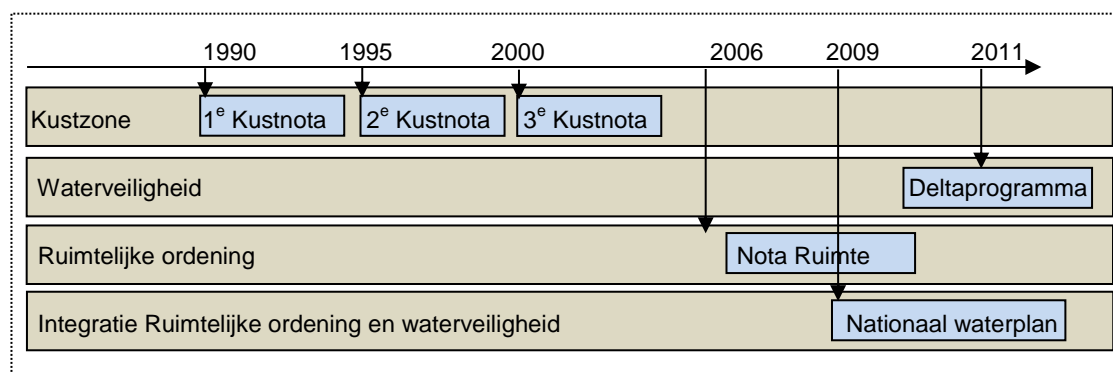 1990 1995 2000 2006 2009 2011
Kustzone 1e Kustnota 2e Kustnota 3e Kustnota
Waterveiligheid Deltaprogramma
Ruimtelijke ordening Nota Ruimte
Integratie Ruimtelijke ordening en waterveiligheid Nationaal waterplan